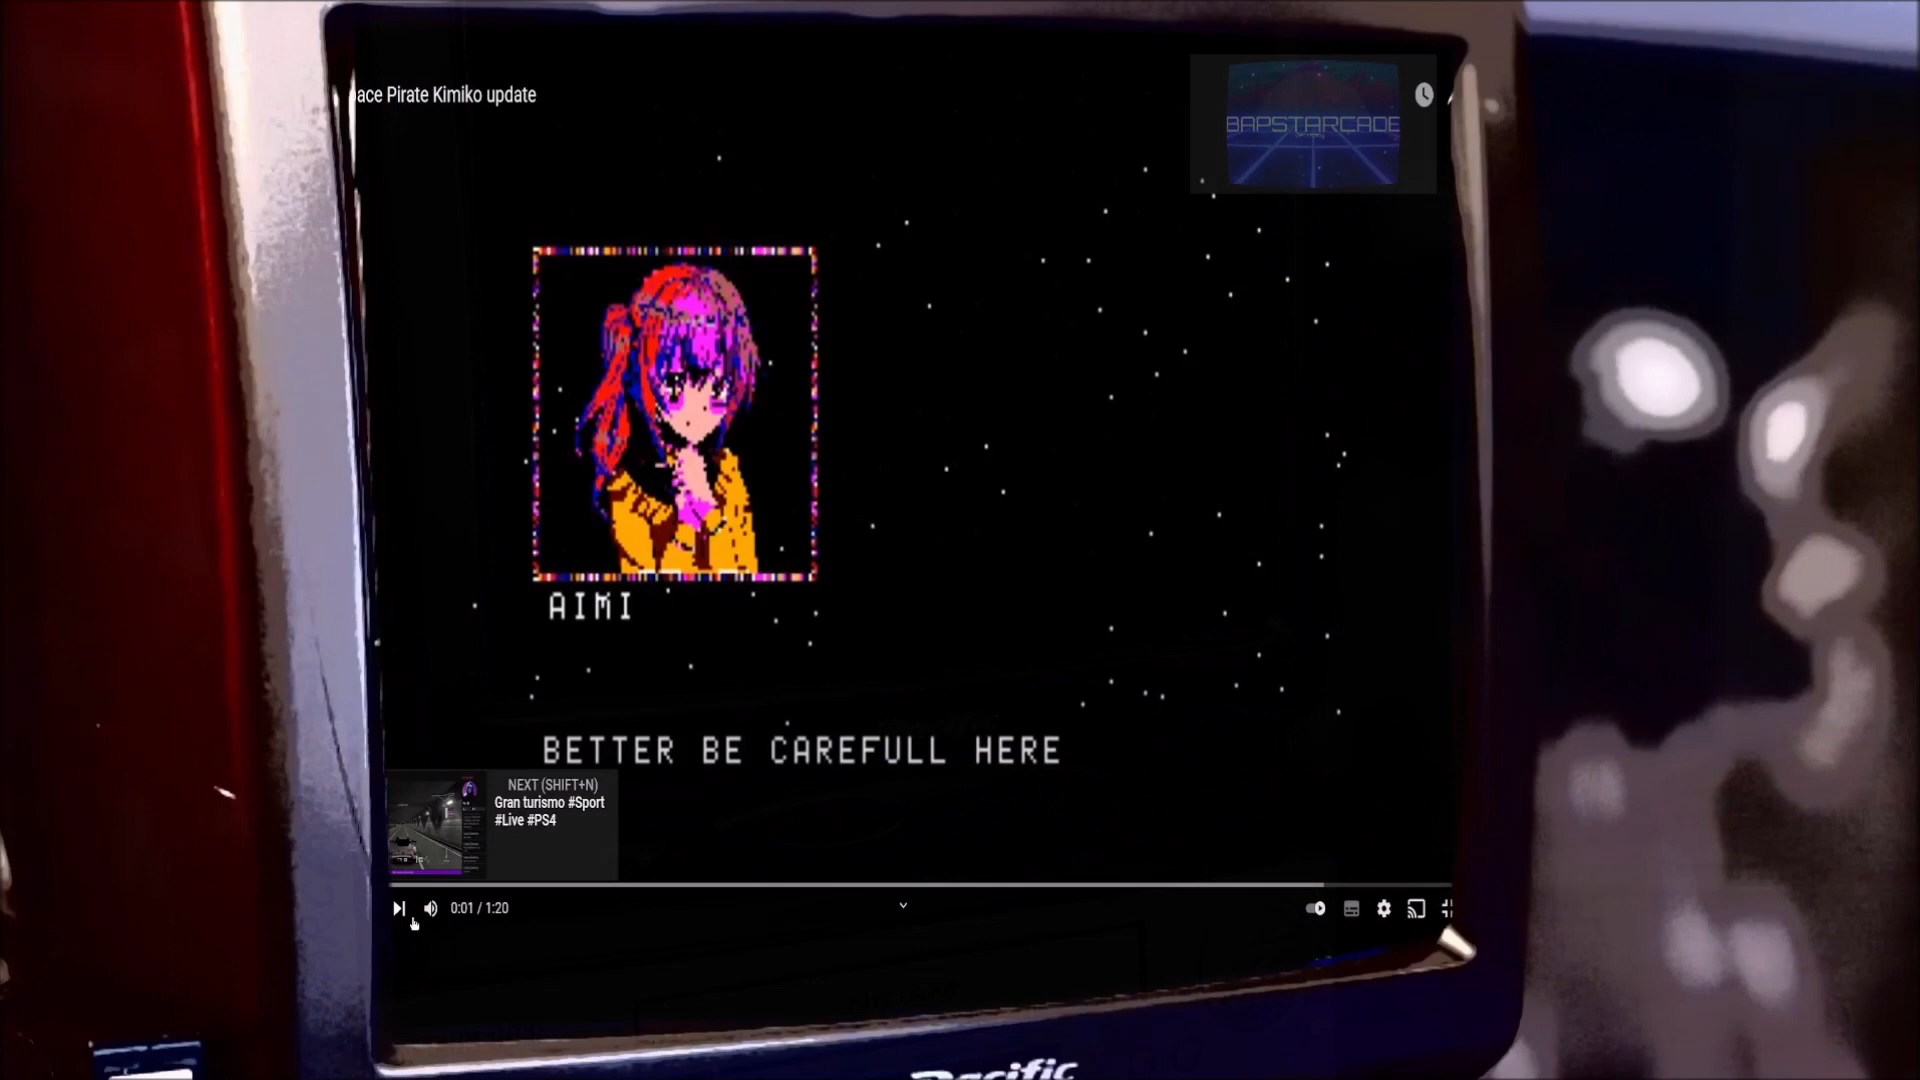 ace Pirate Kimiko update
BAPSTARCADE
AIMI
BETTER BE CAREFULL HERE
NEXT (SHIFT+N)
Gran turismo #Sport
#Live #PS4
0:01 / 1:20
Pacific